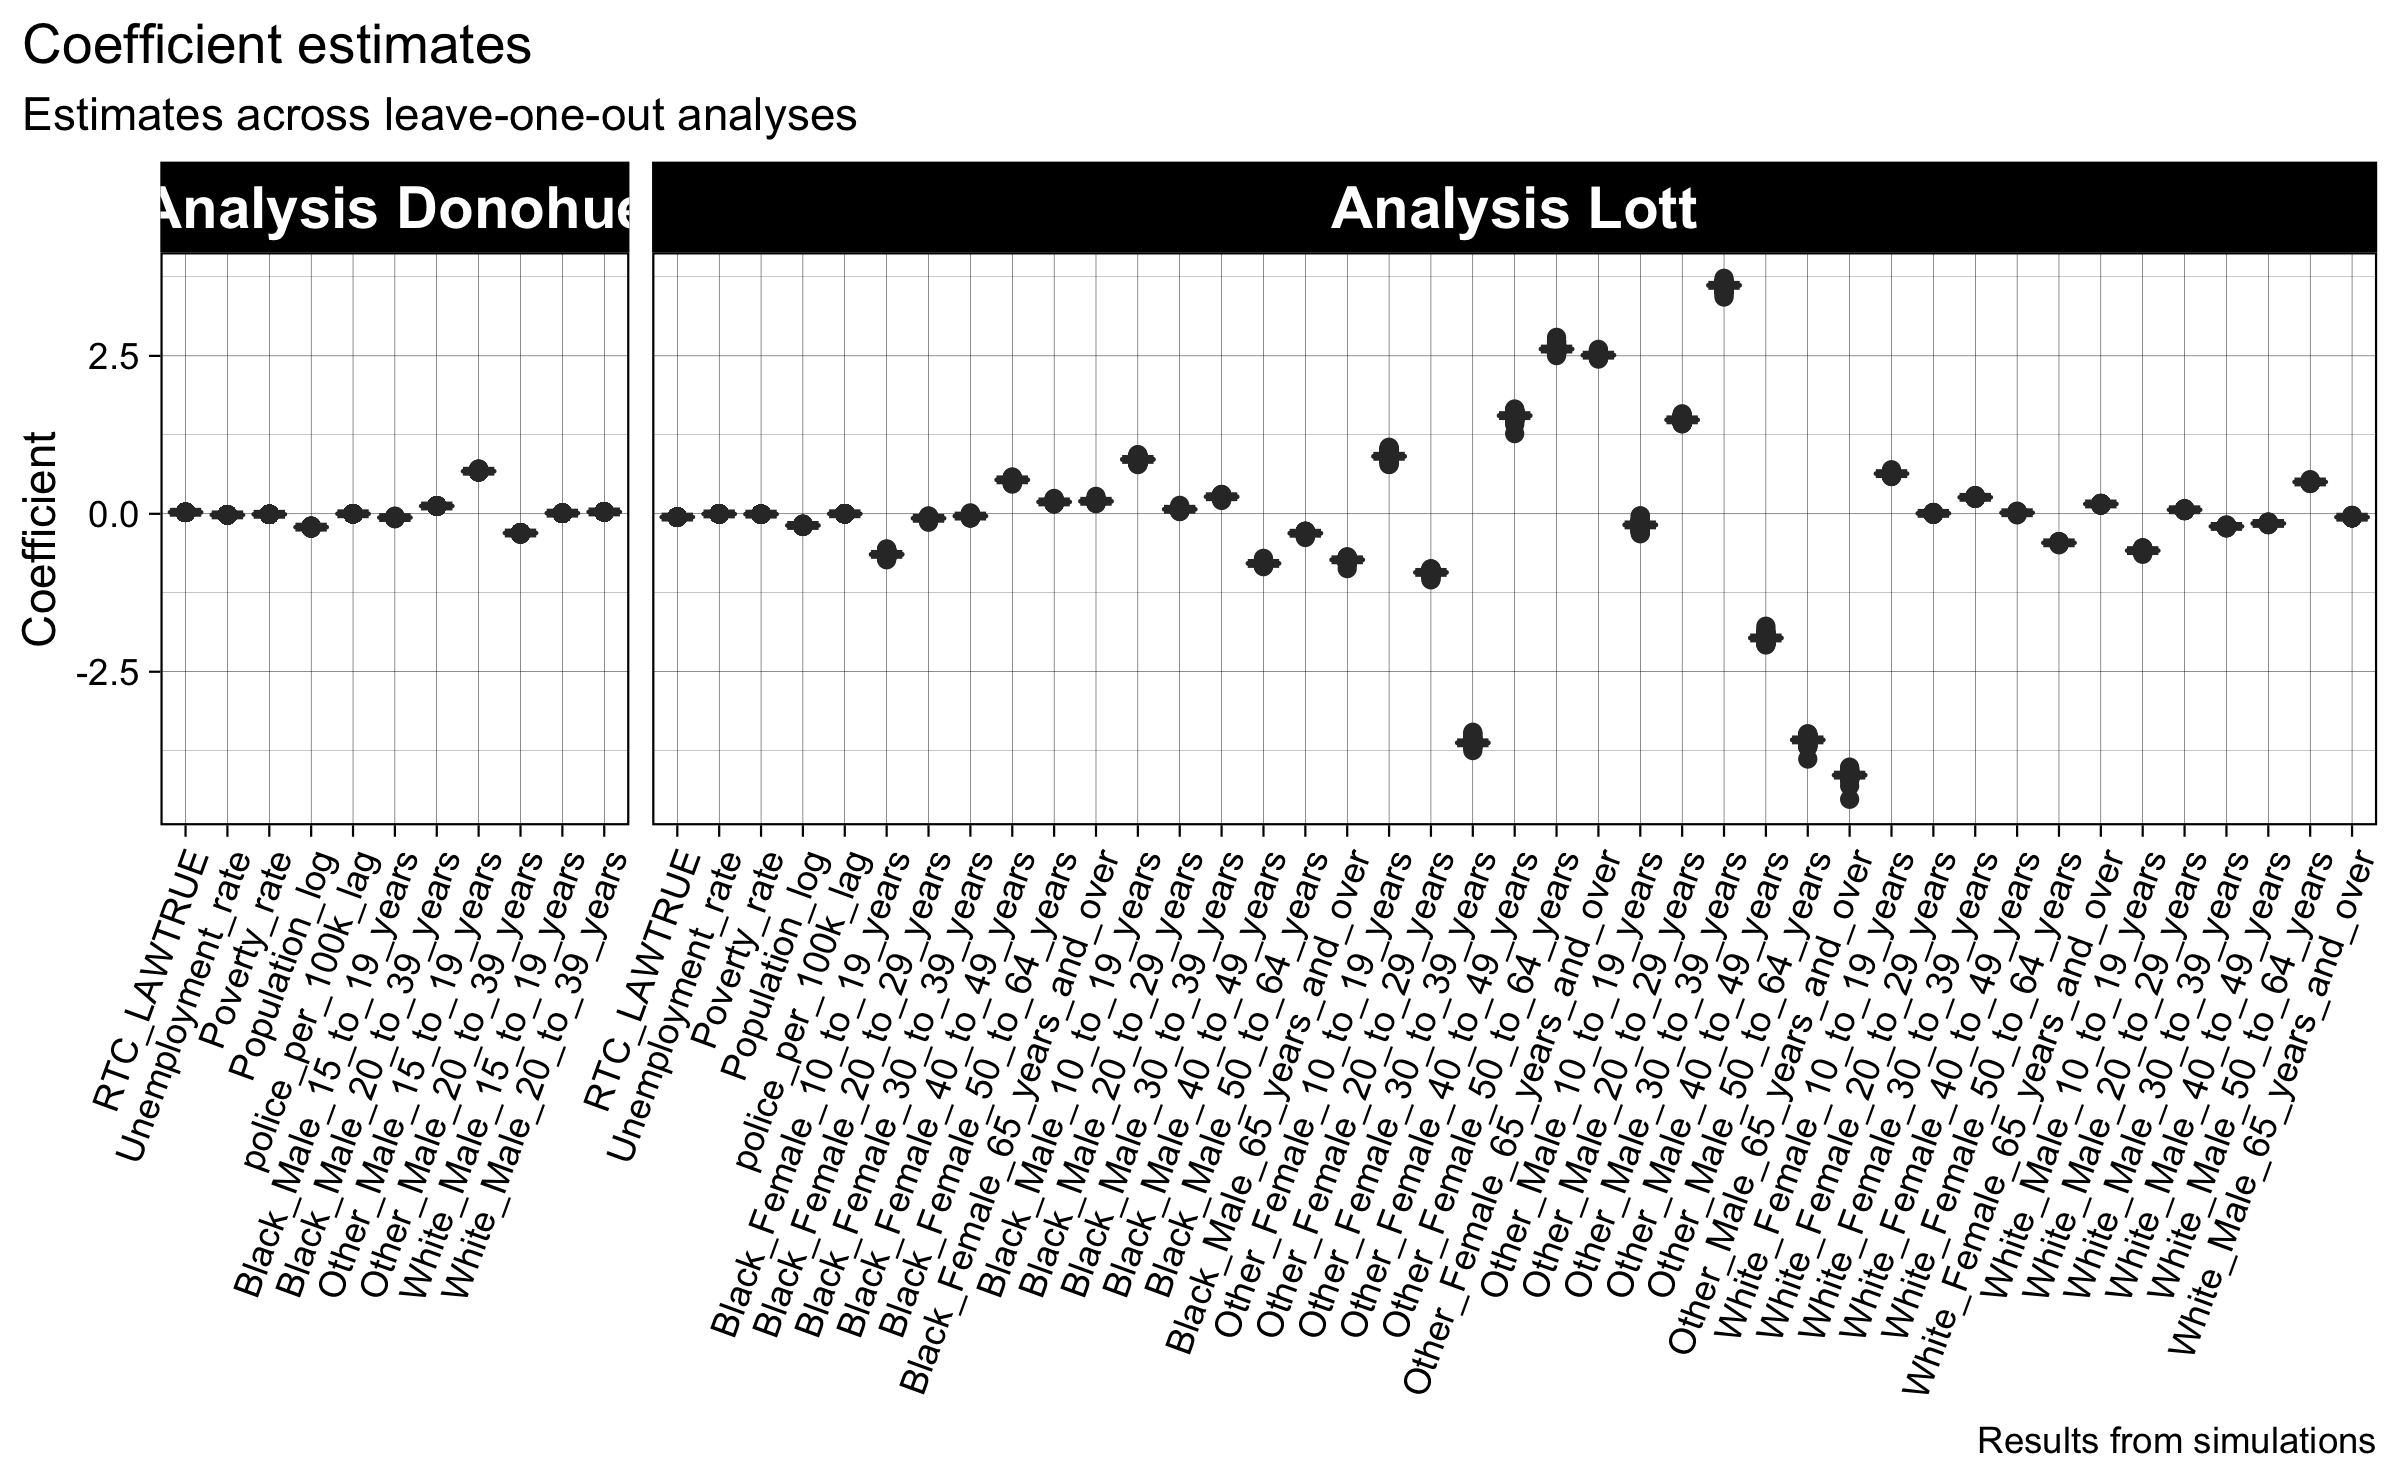 Coefficient estimates
Estimates across leave-one-out analyses
Analysis Donohue
Analysis Lott
Coefficient
2.5
0.0
-2.5
RTC_LAWTRUE
Unemployment_rate
Poverty_rate
Population_log
police_per_100k_lag
Black_Male_15_to_19_years
Black_Male_20_to_39_years
Other_Male_15_to_19_years
Other_Male_20_to_39_years
White_Male_15_to_19_years
White_Male_20_to_39_years
RTC_LAWTRUE
Unemployment_rate
Poverty_rate
Population_log
police_per_100k_lag
Black_Female_10_to_19_years
Black_Female_20_to_29_years
Black_Female_30_to_39_years
Black_Female_40_to_49_years
Black_Female_50_to_64_years
Black_Female_65_years_and_over
Black_Male_10_to_19_years
Black_Male_20_to_29_years
Black_Male_30_to_39_years
Black_Male_40_to_49_years
Black_Male_50_to_64_years
Black_Male_65_years_and_over
Other_Female_10_to_19_years
Other_Female_20_to_29_years
Other_Female_30_to_39_years
Other_Female_40_to_49_years
Other_Female_50_to_64_years
Other_Female_65_years_and_over
Other_Male_10_to_19_years
Other_Male_20_to_29_years
Other_Male_30_to_39_years
Other_Male_40_to_49_years
Other_Male_50_to_64_years
Other_Male_65_years_and_over
White_Female_10_to_19_years
White_Female_20_to_29_years
White_Female_30_to_39_years
White_Female_40_to_49_years
White_Female_50_to_64_years
White_Female_65_years_and_over
White_Male_10_to_19_years
White_Male_20_to_29_years
White_Male_30_to_39_years
White_Male_40_to_49_years
White_Male_50_to_64_years
White_Male_65_years_and_over
Results from simulations